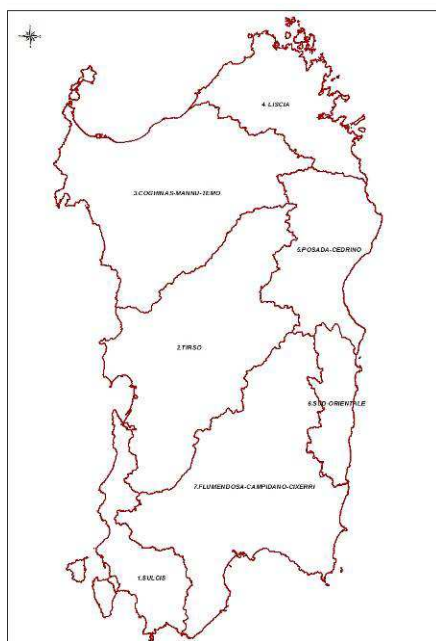 4. LISCIA
3.COGHINAS-MANNU-TEMO
5.POSADA-CEDRINO
2.TIRSO
6.SUD-ORIENTALE
7.FLUMENDOSA-CAMPIDANO-CIXERRI
1.SULCIS